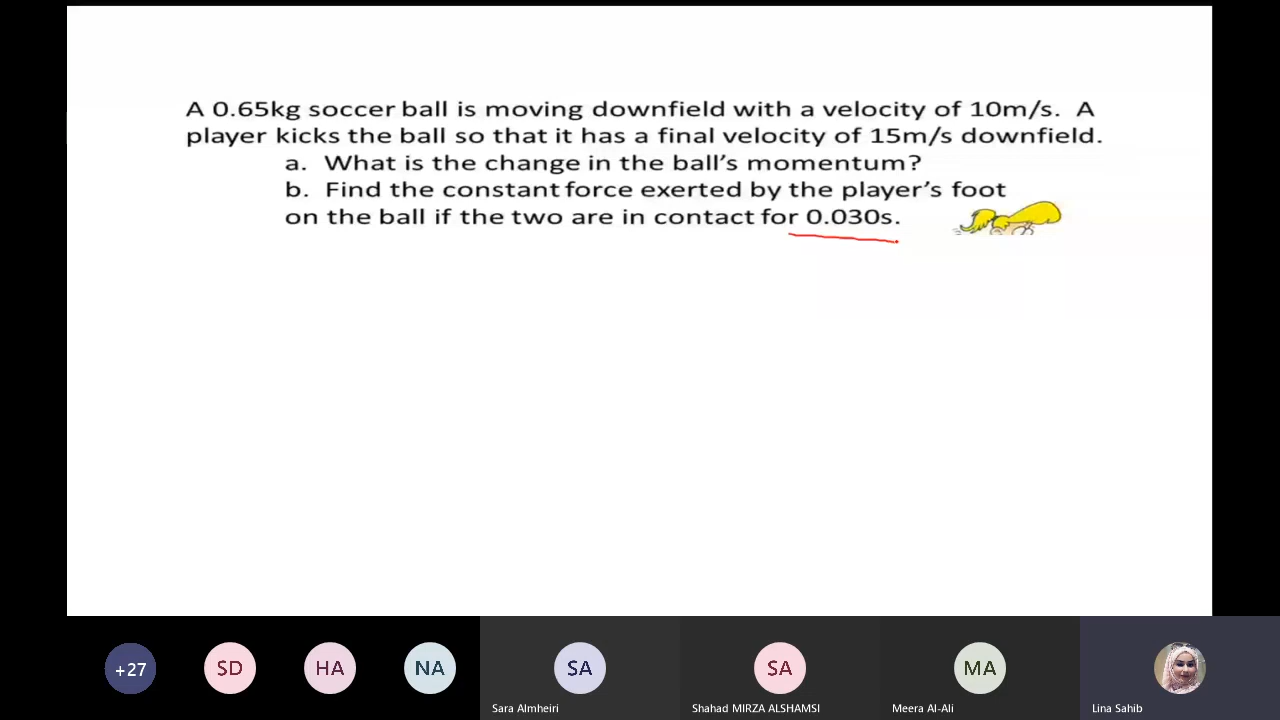 A 0.65kg soccer ball is moving downfield with a velocity of 10m/s. A
player kicks the ball so that it has a final velocity of 15m/s downfield.
a. What is the change in the ball’s momentum?
b. Find the constant force exerted by the player’s foot
on the ball if the two are in contact for 0.030s.
+27
SD
HA
NA
SA
SA
MA
Sara Almheiri
Shahad MIRZA ALSHAMSI
Meera Al-Ali
Lina Sahib